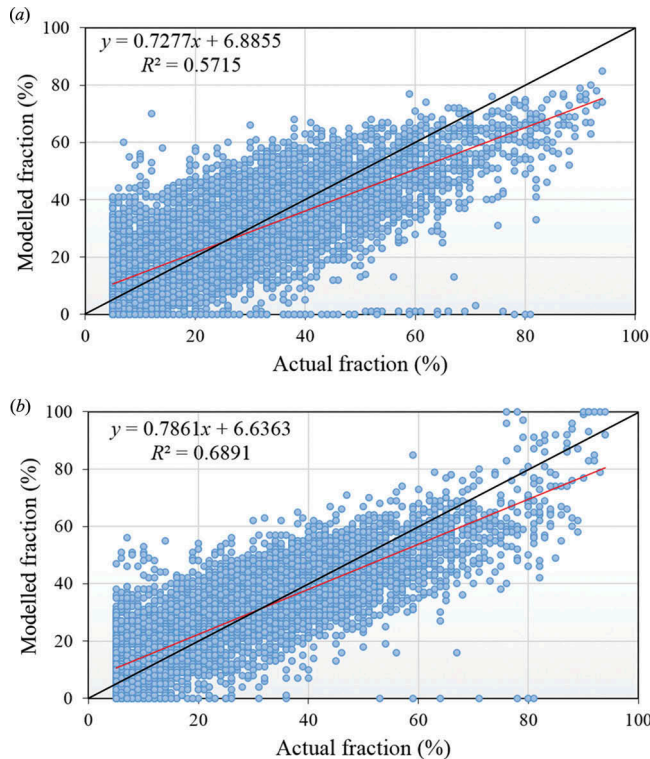 (a)
100
y = 0.7277x + 6.8855
R² = 0.5715
80
60
40
20
0
Modelled fraction (%)
0 20 40 60 80 100
Actual fraction (%)
(b)
100
y = 0.7861x + 6.6363
R² = 0.6891
80
60
40
20
0
Modelled fraction (%)
0 20 40 60 80 100
Actual fraction (%)